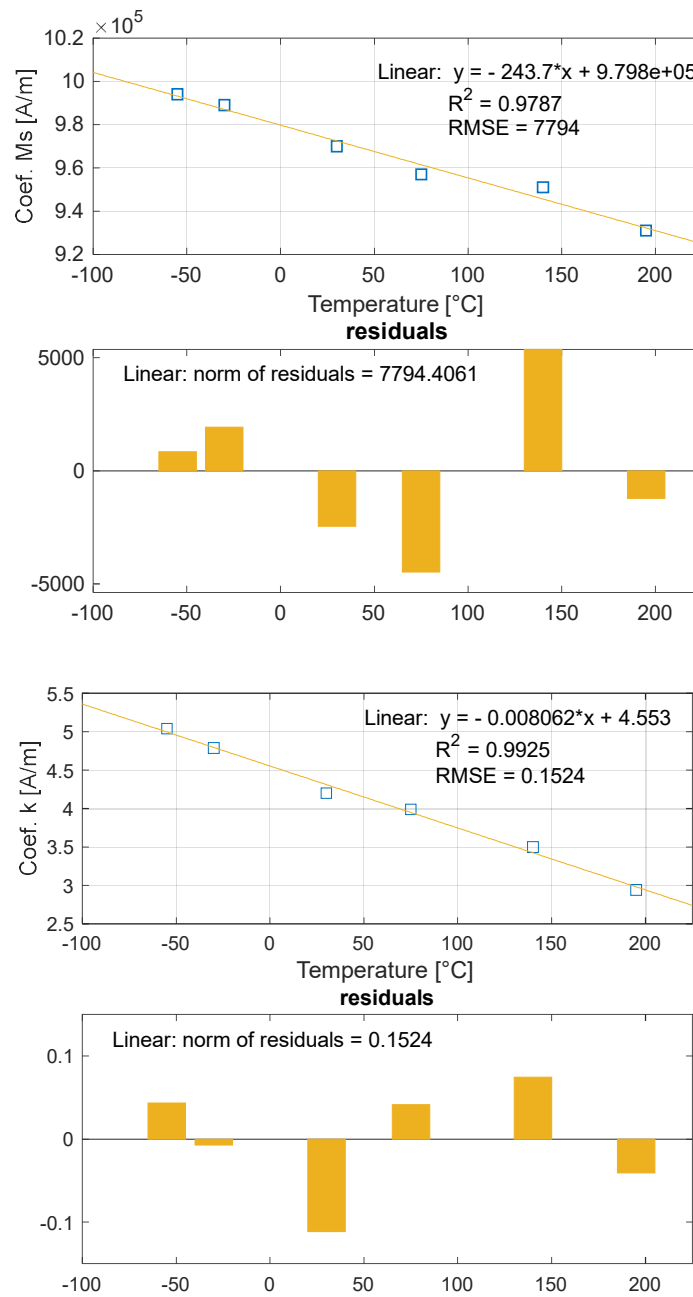 ×10^5
10.2
10
9.8
9.6
9.4
9.2
Coef. Ms [A/m]
Linear: y = - 243.7*x + 9.798e+05
R^2 = 0.9787
RMSE = 7794
-100 -50 0 50 100 150 200
Temperature [°C]
residuals
5000
0
-5000
Linear: norm of residuals = 7794.4061
-100 -50 0 50 100 150 200
5.5
5
4.5
4
3.5
3
2.5
Coef. k [A/m]
Linear: y = - 0.008062*x + 4.553
R^2 = 0.9925
RMSE = 0.1524
-100 -50 0 50 100 150 200
Temperature [°C]
residuals
0.1
0
-0.1
Linear: norm of residuals = 0.1524
-100 -50 0 50 100 150 200